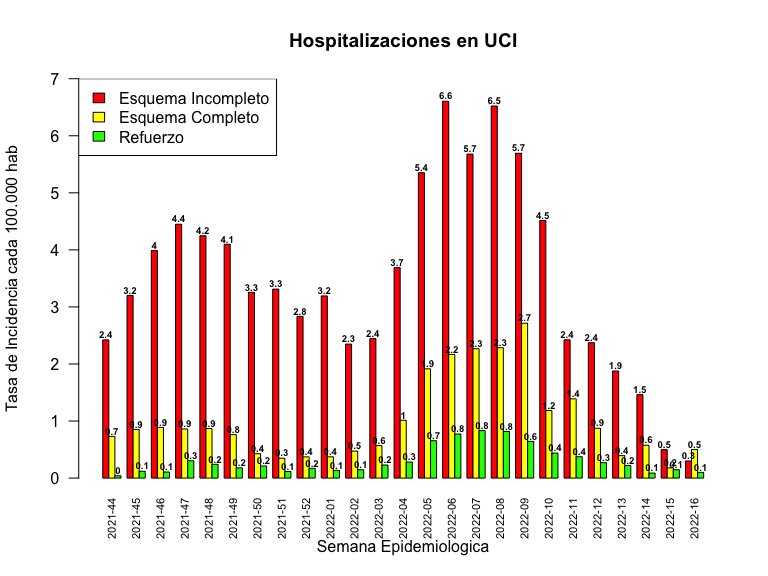 Hospitalizaciones en UCI
Tasa de Incidencia cada 100.000 hab
7
6
5
4
3
2
1
0
Esquema Incompleto
Esquema Completo
Refuerzo
2.4 0.7 0
3.2 0.9 0.1
4 0.9 0.1
4.4 0.9 0.3
4.2 0.9 0.2
4.1 0.8 0.2
3.3 0.4 0.2
3.3 0.3 0.1
2.8 0.4 0.2
3.2 0.4 0.1
2.3 0.5 0.1
2.4 0.6 0.2
3.7 1 0.3
5.4 1.9 0.7
6.6 2.2 0.8
5.7 2.3 0.8
6.5 2.3 0.8
5.7 2.7 0.6
4.5 1.2 0.4
2.4 1.4 0.4
2.4 0.9 0.3
1.9 0.4 0.2
1.5 0.6 0.1
0.5 0.2 0.1
0.3 0.5 0.1
2021-44
2021-45
2021-46
2021-47
2021-48
2021-49
2021-50
2021-51
2021-52
2022-01
2022-02
2022-03
2022-04
2022-05
2022-06
2022-07
2022-08
2022-09
2022-10
2022-11
2022-12
2022-13
2022-14
2022-15
2022-16
Semana Epidemiologica